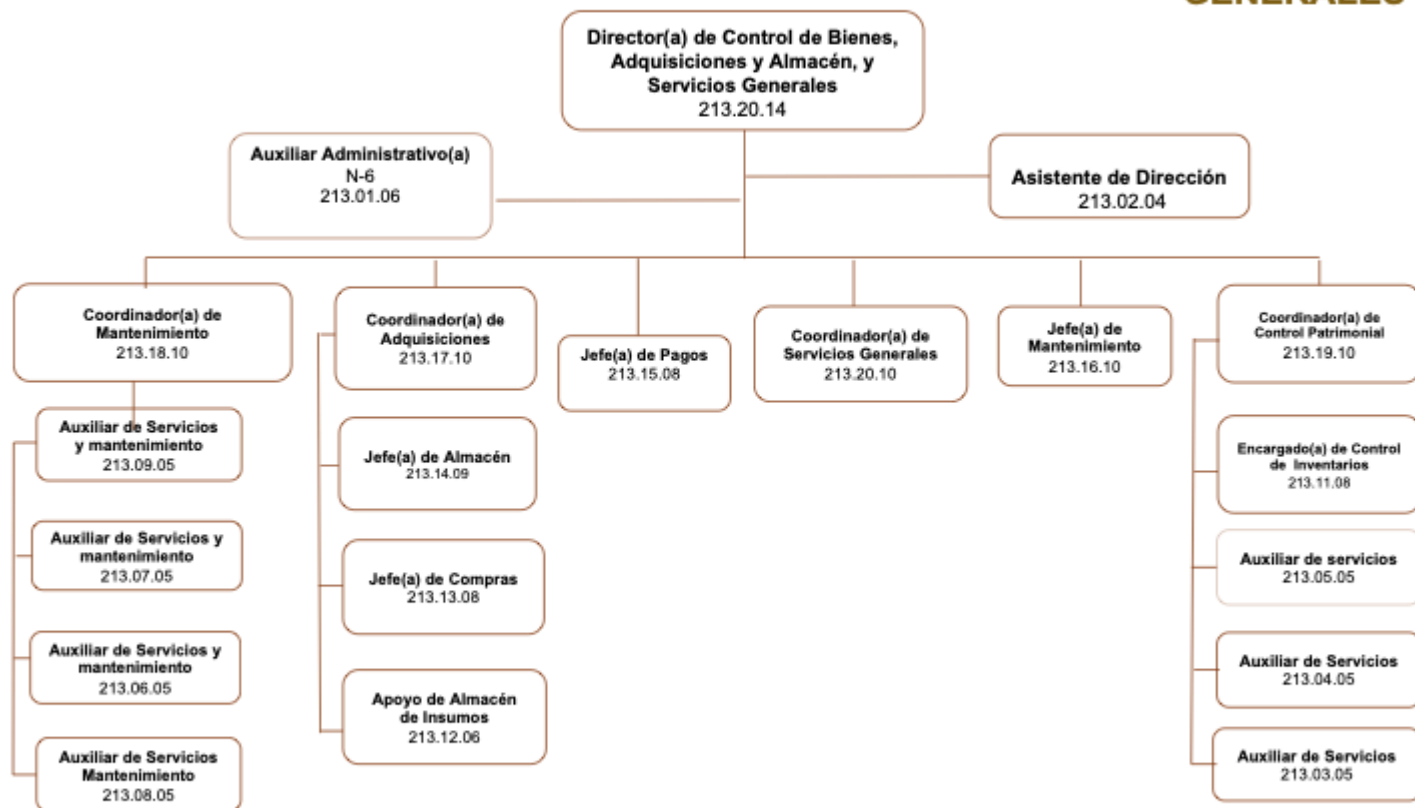 GENERALES
Director(a) de Control de Bienes,
Adquisiciones y Almacén, y
Servicios Generales
213.20.14
Auxiliar Administrativo(a)
N-6
213.01.06
Asistente de Dirección
213.02.04
Coordinador(a) de
Mantenimiento
213.18.10
Coordinador(a) de
Adquisiciones
213.17.10
Jefe(a) de Pagos
213.15.08
Coordinador(a) de
Servicios Generales
213.20.10
Jefe(a) de
Mantenimiento
213.16.10
Coordinador(a) de
Control Patrimonial
213.19.10
Auxiliar de Servicios
y mantenimiento
213.09.05
Auxiliar de Servicios y
mantenimiento
213.07.05
Auxiliar de Servicios y
mantenimiento
213.06.05
Auxiliar de Servicios
Mantenimiento
213.08.05
Jefe(a) de Almacén
213.14.09
Jefe(a) de Compras
213.13.08
Apoyo de Almacén
de Insumos
213.12.06
Encargado(a) de Control
de Inventarios
213.11.08
Auxiliar de servicios
213.05.05
Auxiliar de Servicios
213.04.05
Auxiliar de Servicios
213.03.05